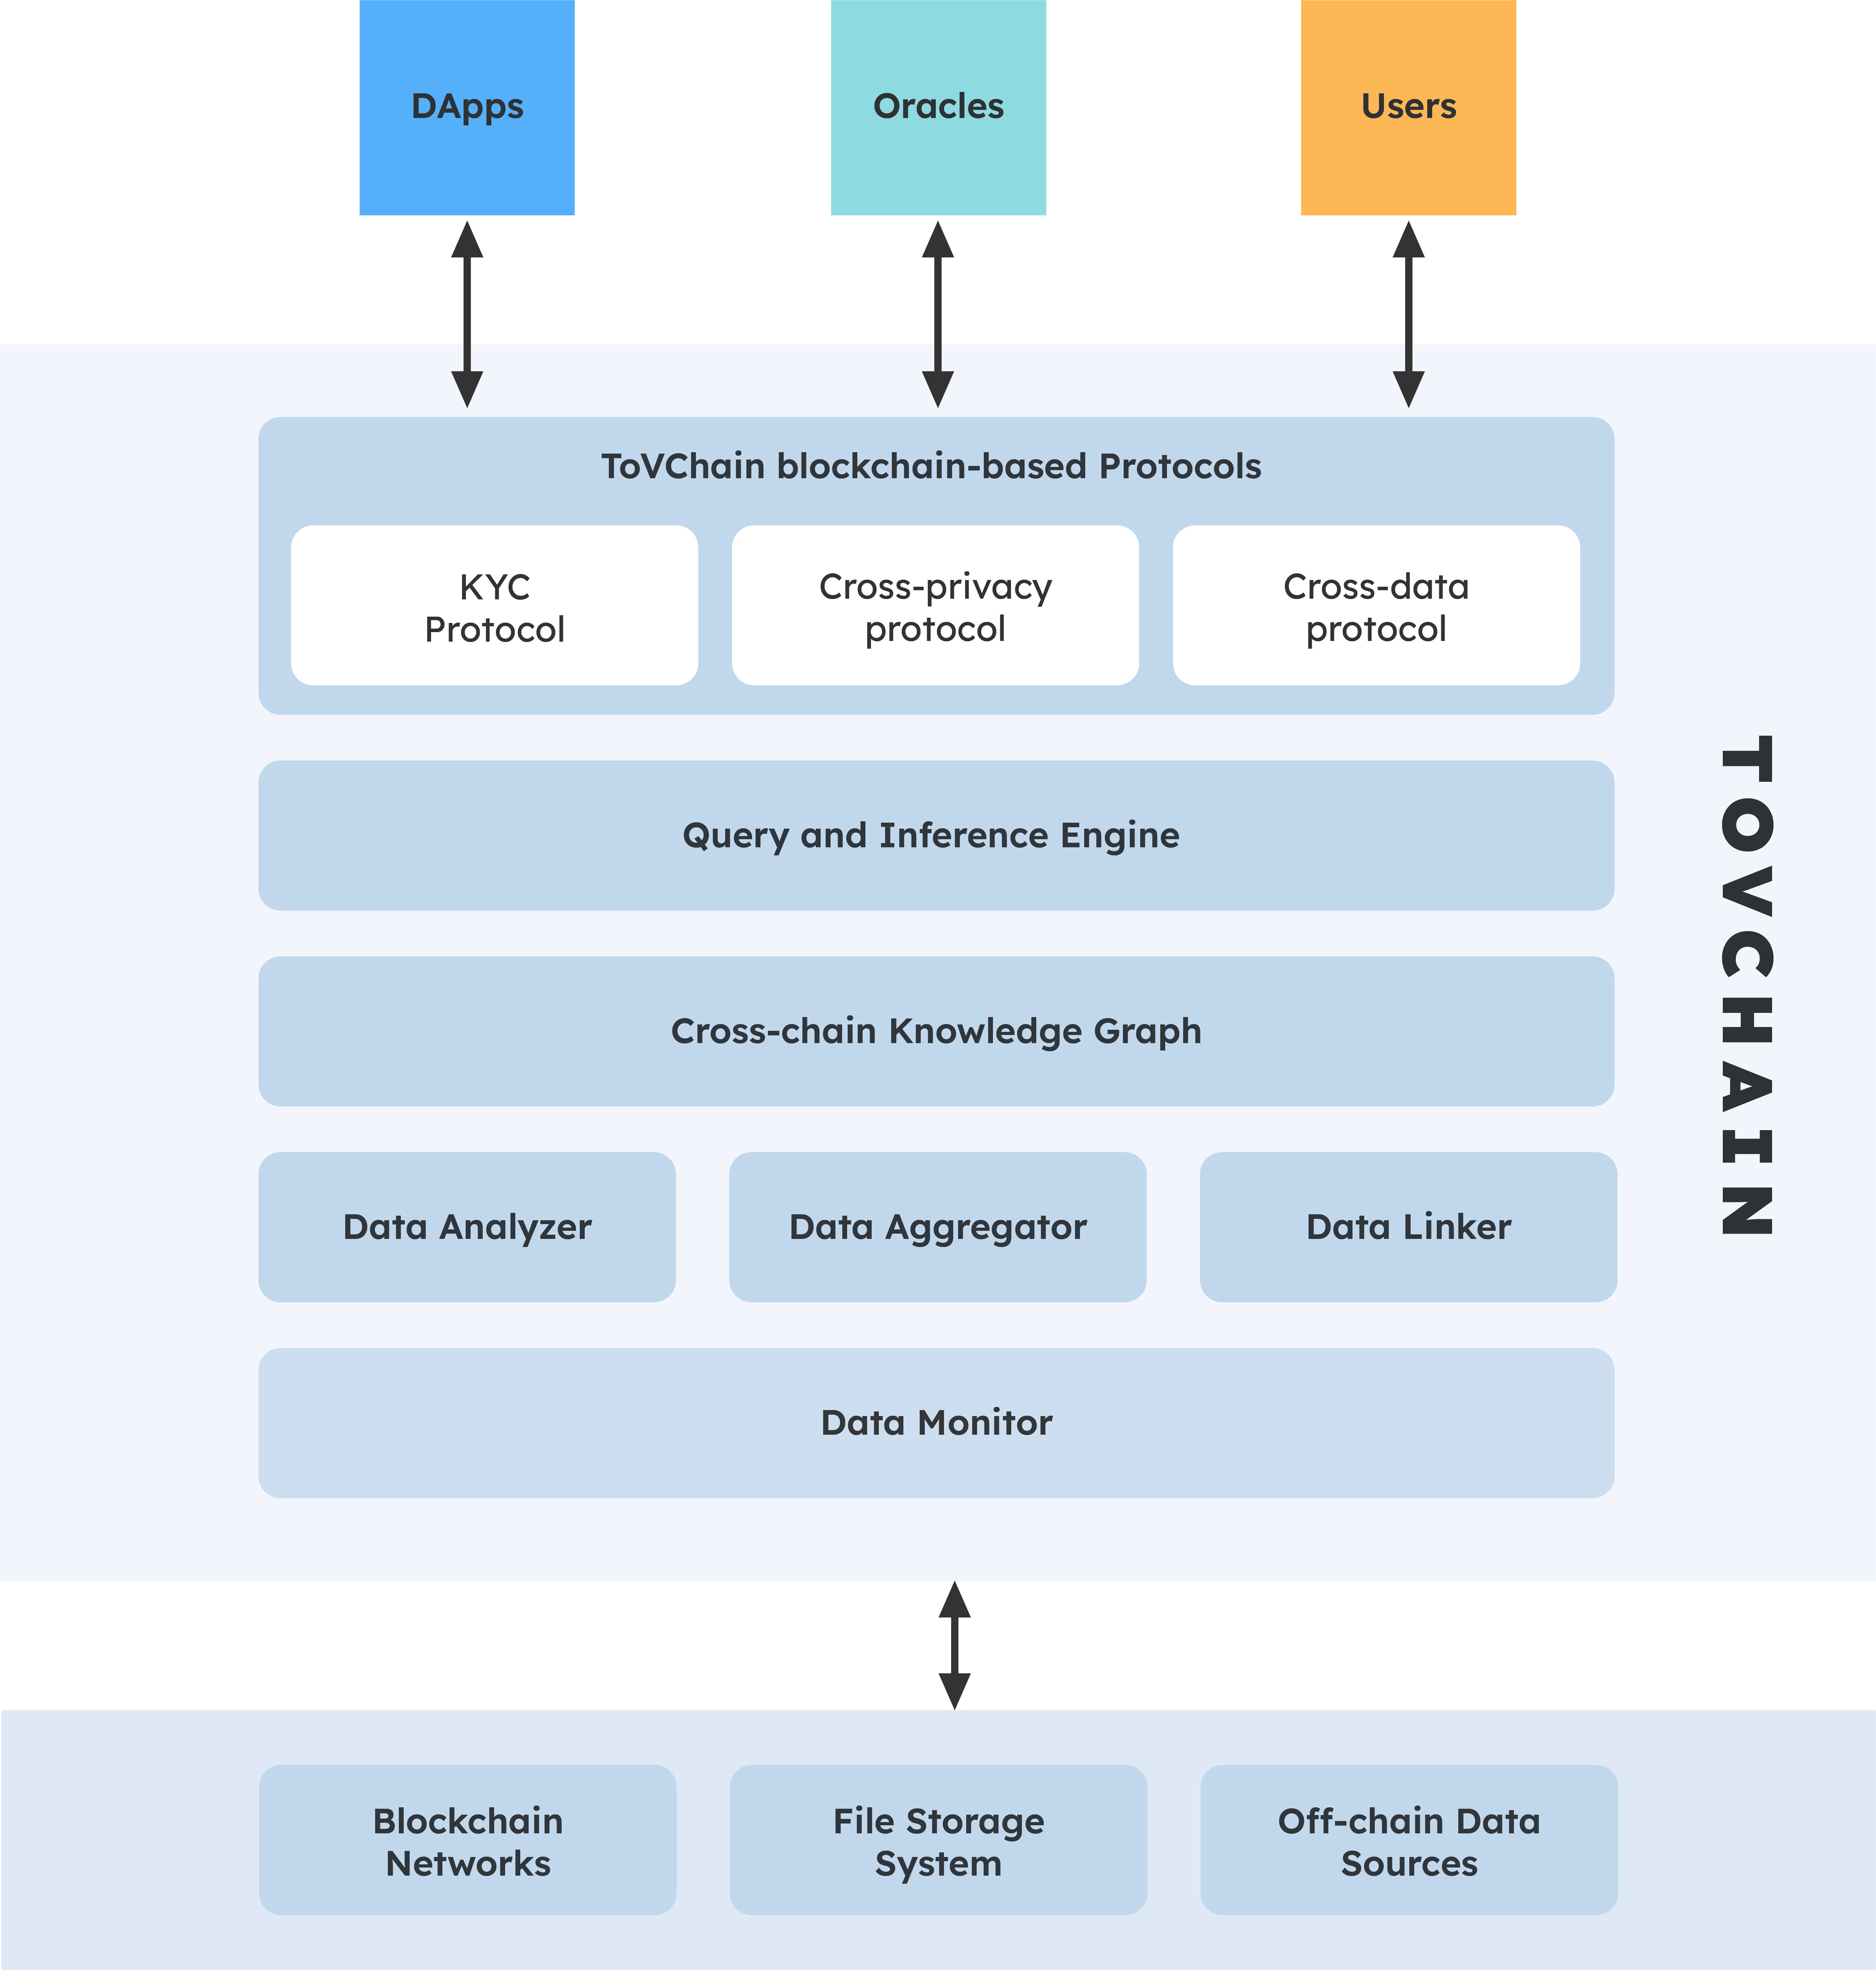 DApps
Oracles
Users
ToVChain blockchain-based Protocols
KYC
Protocol
Cross-privacy
protocol
Cross-data
protocol
Query and Inference Engine
Cross-chain Knowledge Graph
Data Analyzer
Data Aggregator
Data Linker
Data Monitor
TOVCHAIN
Blockchain
Networks
File Storage
System
Off-chain Data
Sources